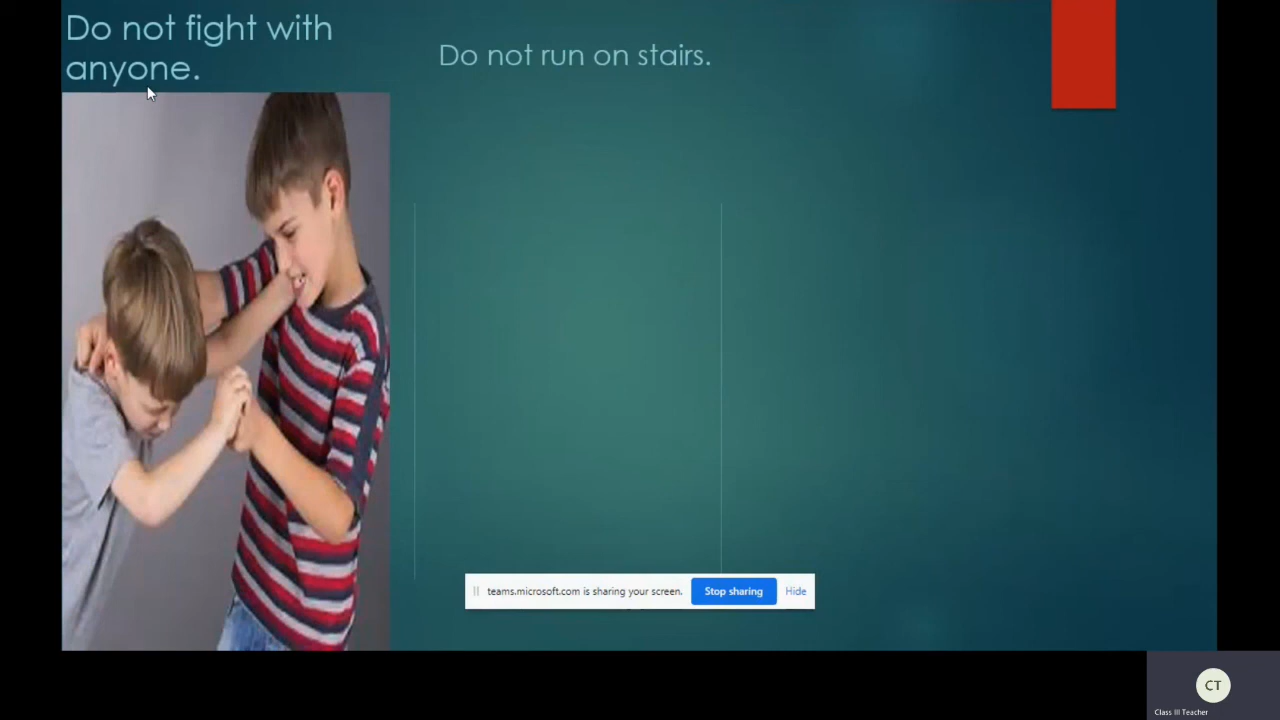 Do not fight with
anyone.
Do not run on stairs.
teams.microsoft.com is sharing your screen.
Stop sharing
Hide
CT
Class III Teacher